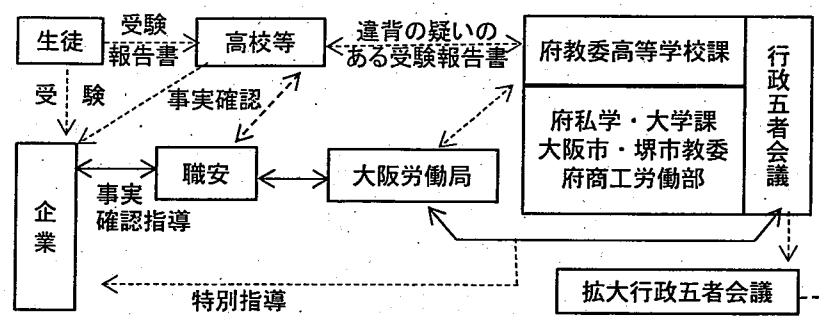 生徒
受験
報告書
高校等
違背の疑いの
ある受験報告書
府教委高等学校課
行政五者会議
受験
事実確認
府私学・大学課
大阪市・堺市教委
府商工労働部
企業
職安
大阪労働局
事実
確認指導
特別指導
拡大行政五者会議